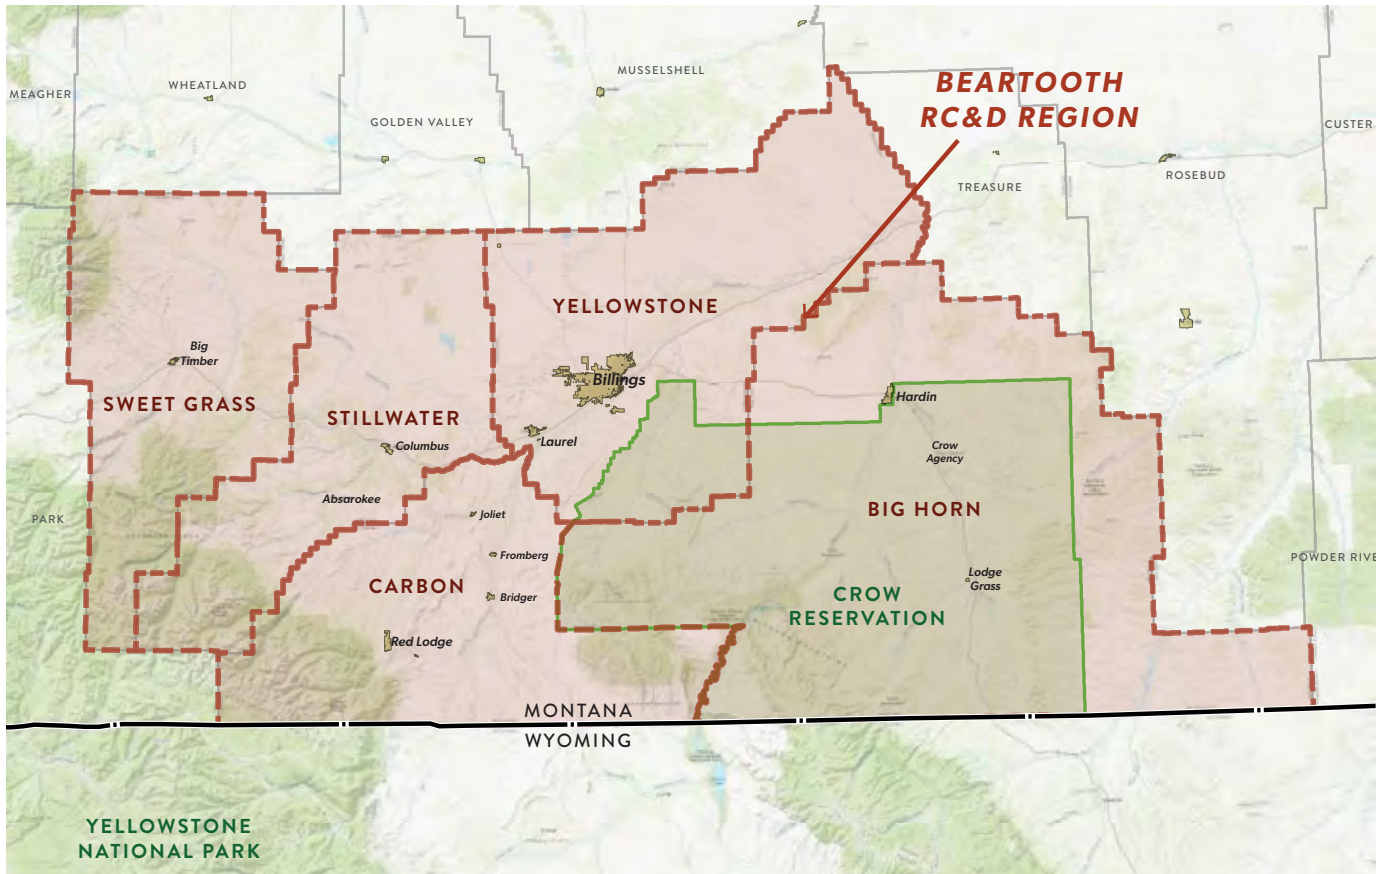 MUSSELSHELL
BEARTOOTH
RC&D REGION
WHEATLAND
MEAGHER
GOLDEN VALLEY
CUSTER
ROSEBUD
TREASURE
YELLOWSTONE
Big
Timber
Billings
SWEET GRASS
STILLWATER
Hardin
Columbus
Laurel
Crow
Agency
Absarokee
BIG HORN
PARK
Joliet
Fromberg
POWDER RIVE
Lodge
Grass
CARBON
CROW
RESERVATION
Bridger
Red Lodge
MONTANA
WYOMING
YELLOWSTONE
NATIONAL PARK